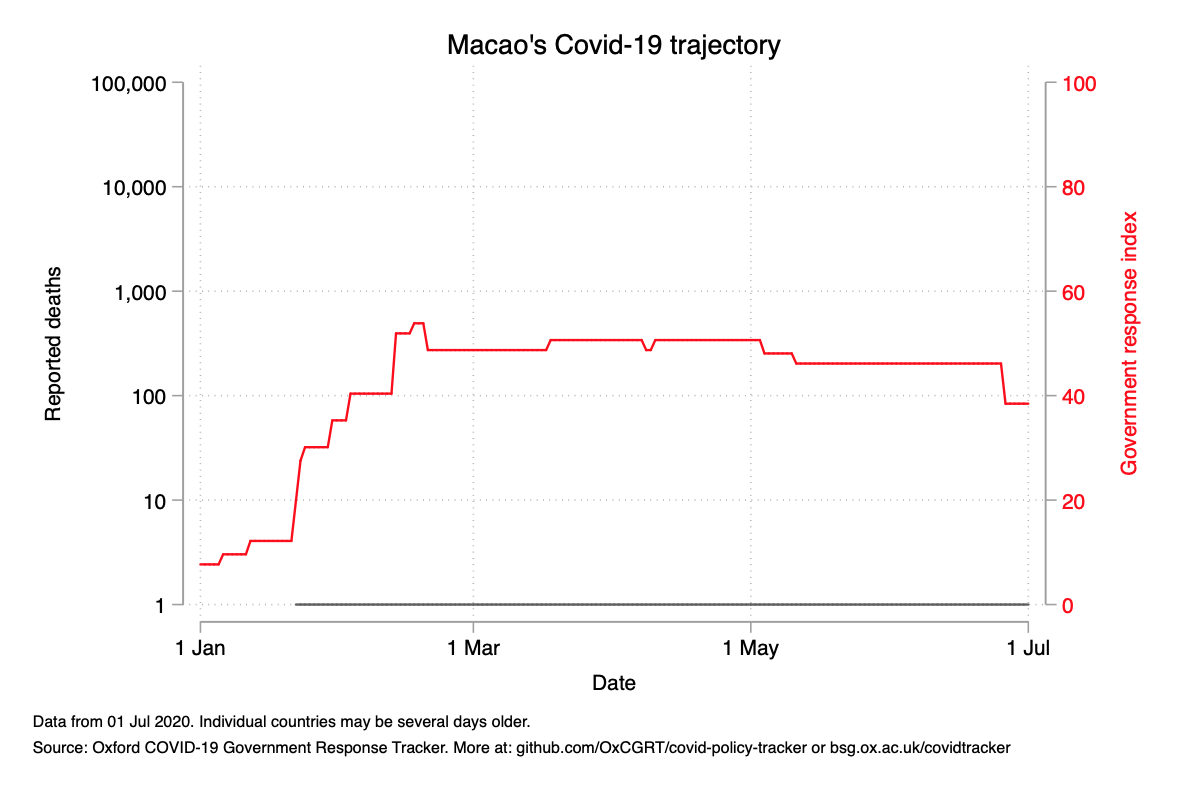 Macao's Covid-19 trajectory
100,000
10,000
1,000
100
10
1
Reported deaths
100
80
60
40
20
0
Government response index
1 Jan
1 Mar
1 May
1 Jul
Date
Data from 01 Jul 2020. Individual countries may be several days older.
Source: Oxford COVID-19 Government Response Tracker. More at: github.com/OxCGRT/covid-policy-tracker or bsg.ox.ac.uk/covidtracker